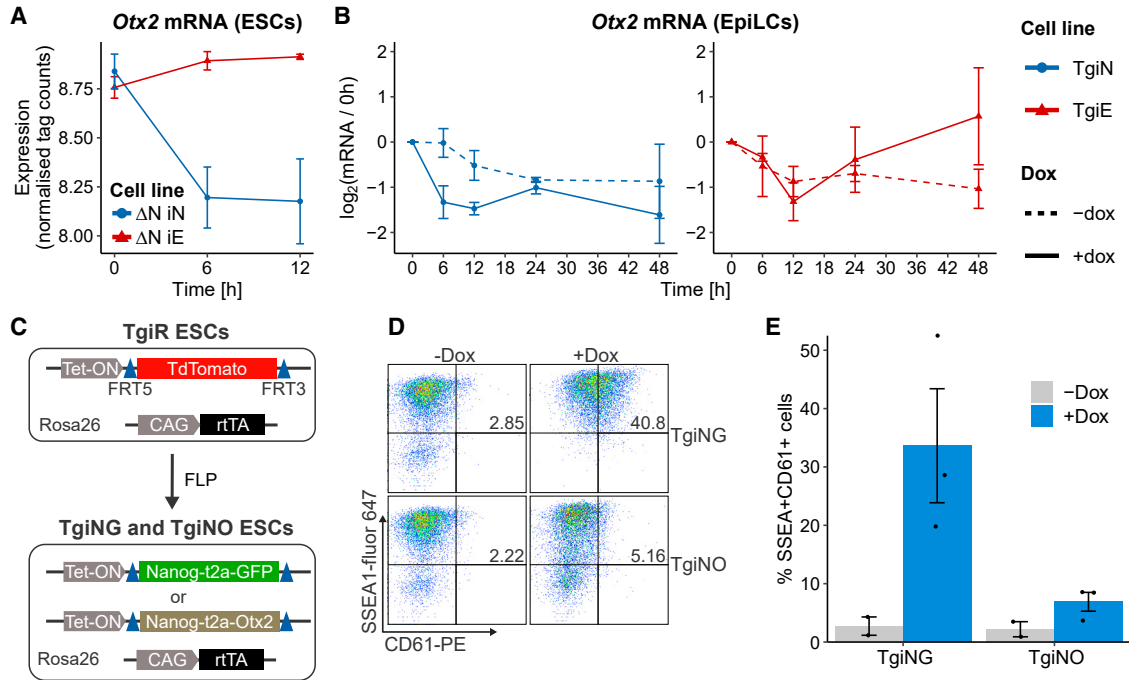 A
Otx2 mRNA (ESCs)
Expression
(normalised tag counts)
8.75
8.50
8.25
8.00
Cell line
ΔN iN
ΔN iE
0 6 12
Time [h]
B
Otx2 mRNA (EpiLCs)
log2(mRNA / 0h)
2
1
0
−1
−2
0 6 12 18 24 30 36 42 48
Time [h]
2
1
0
−1
−2
0 6 12 18 24 30 36 42 48
Time [h]
Cell line
TgiN
TgiE
Dox
−dox
+dox
C
TgiR ESCs
Tet-ON TdTomato
FRT5 FRT3
Rosa26 CAG rtTA
FLP
TgiNG and TgiNO ESCs
Tet-ON Nanog-t2a-GFP
or
Tet-ON Nanog-t2a-Otx2
Rosa26 CAG rtTA
D
-Dox +Dox
2.85 40.8 TgiNG
2.22 5.16 TgiNO
SSEA1-fluor 647
CD61-PE
E
% SSEA+CD61+ cells
50
40
30
20
10
0
−Dox
+Dox
TgiNG TgiNO